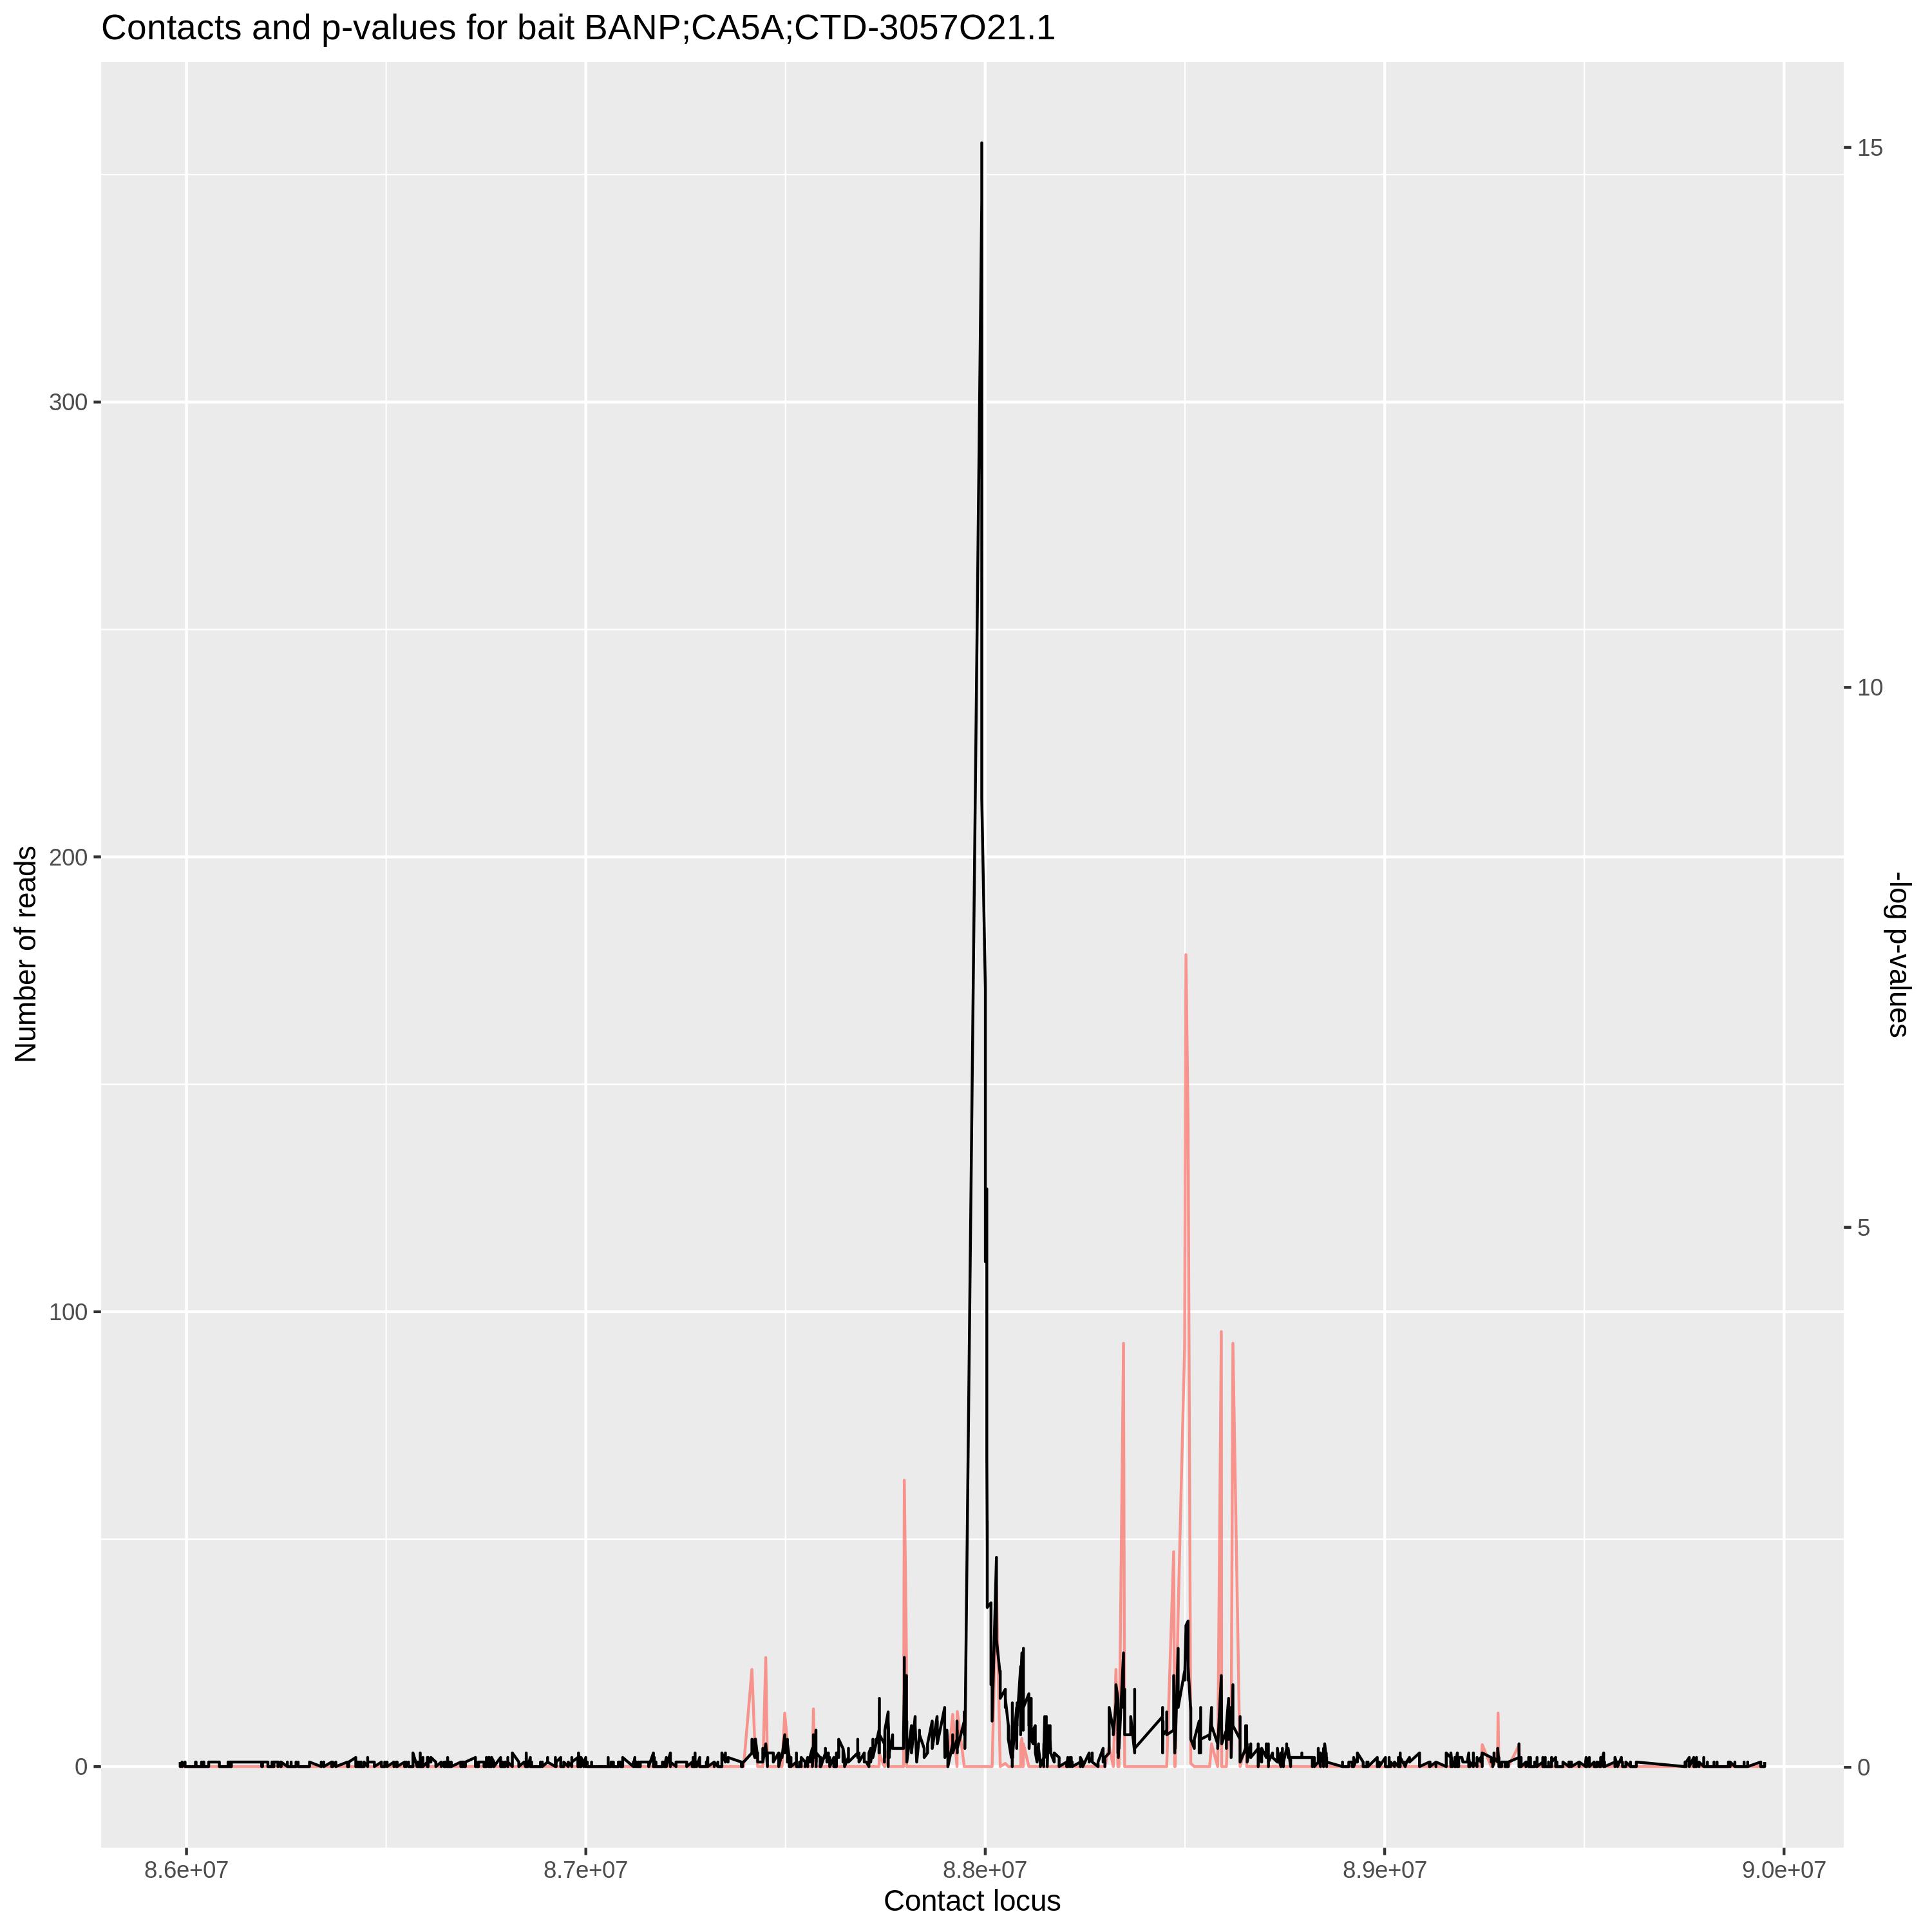 Contacts and p-values for bait BANP;CA5A;CTD-3057O21.1
Number of reads
300
200
100
0
15
10
5
0
-log p-values
8.6e+07 8.7e+07 8.8e+07 8.9e+07 9.0e+07
Contact locus